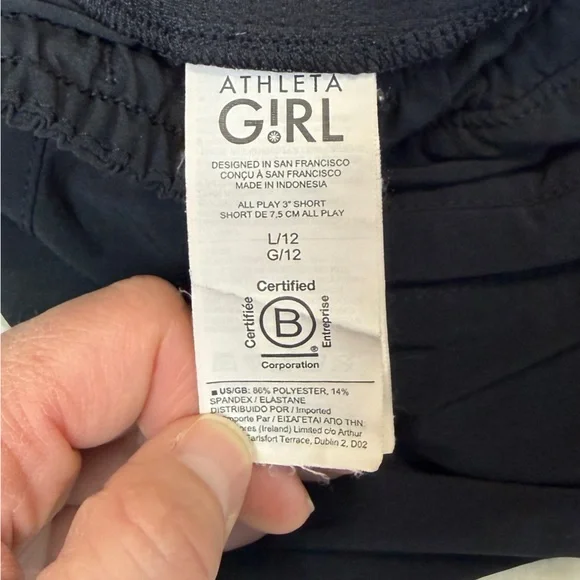 ATHLETA
G!RL
DESIGNED IN SAN FRANCISCO
CONÇU À SAN FRANCISCO
MADE IN INDONESIA
ALL PLAY 3" SHORT
SHORT DE 7,5 CM ALL PLAY
L/12
G/12
Certified
Certifiée
B
Entreprise
®
Corporation
■ US/GB: 86% POLYESTER, 14%
SPANDEX / ELASTANE
DISTRIBUIDO POR / Imported
Par / ΕΙΣΑΓΕΤΑΙ ΑΠΟ ΤΗΝ
(Ireland) Limited c/o Arthur
Earlsfort Terrace, Dublin 2, D02